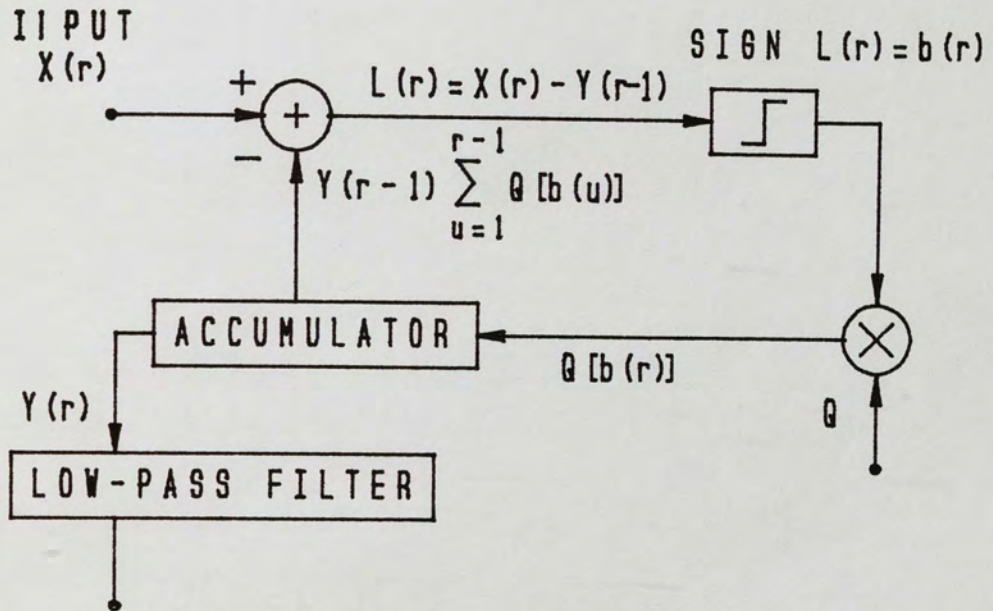 IIPUT
X(r)
SIGN L(r)=b(r)
+
L(r)=X(r)-Y(r-1)
+
−
Y(r-1) r-1 ∑ u=1 Q[b(u)]
ACCUMULATOR
Q[b(r)]
Y(r)
Q
LOW-PASS FILTER